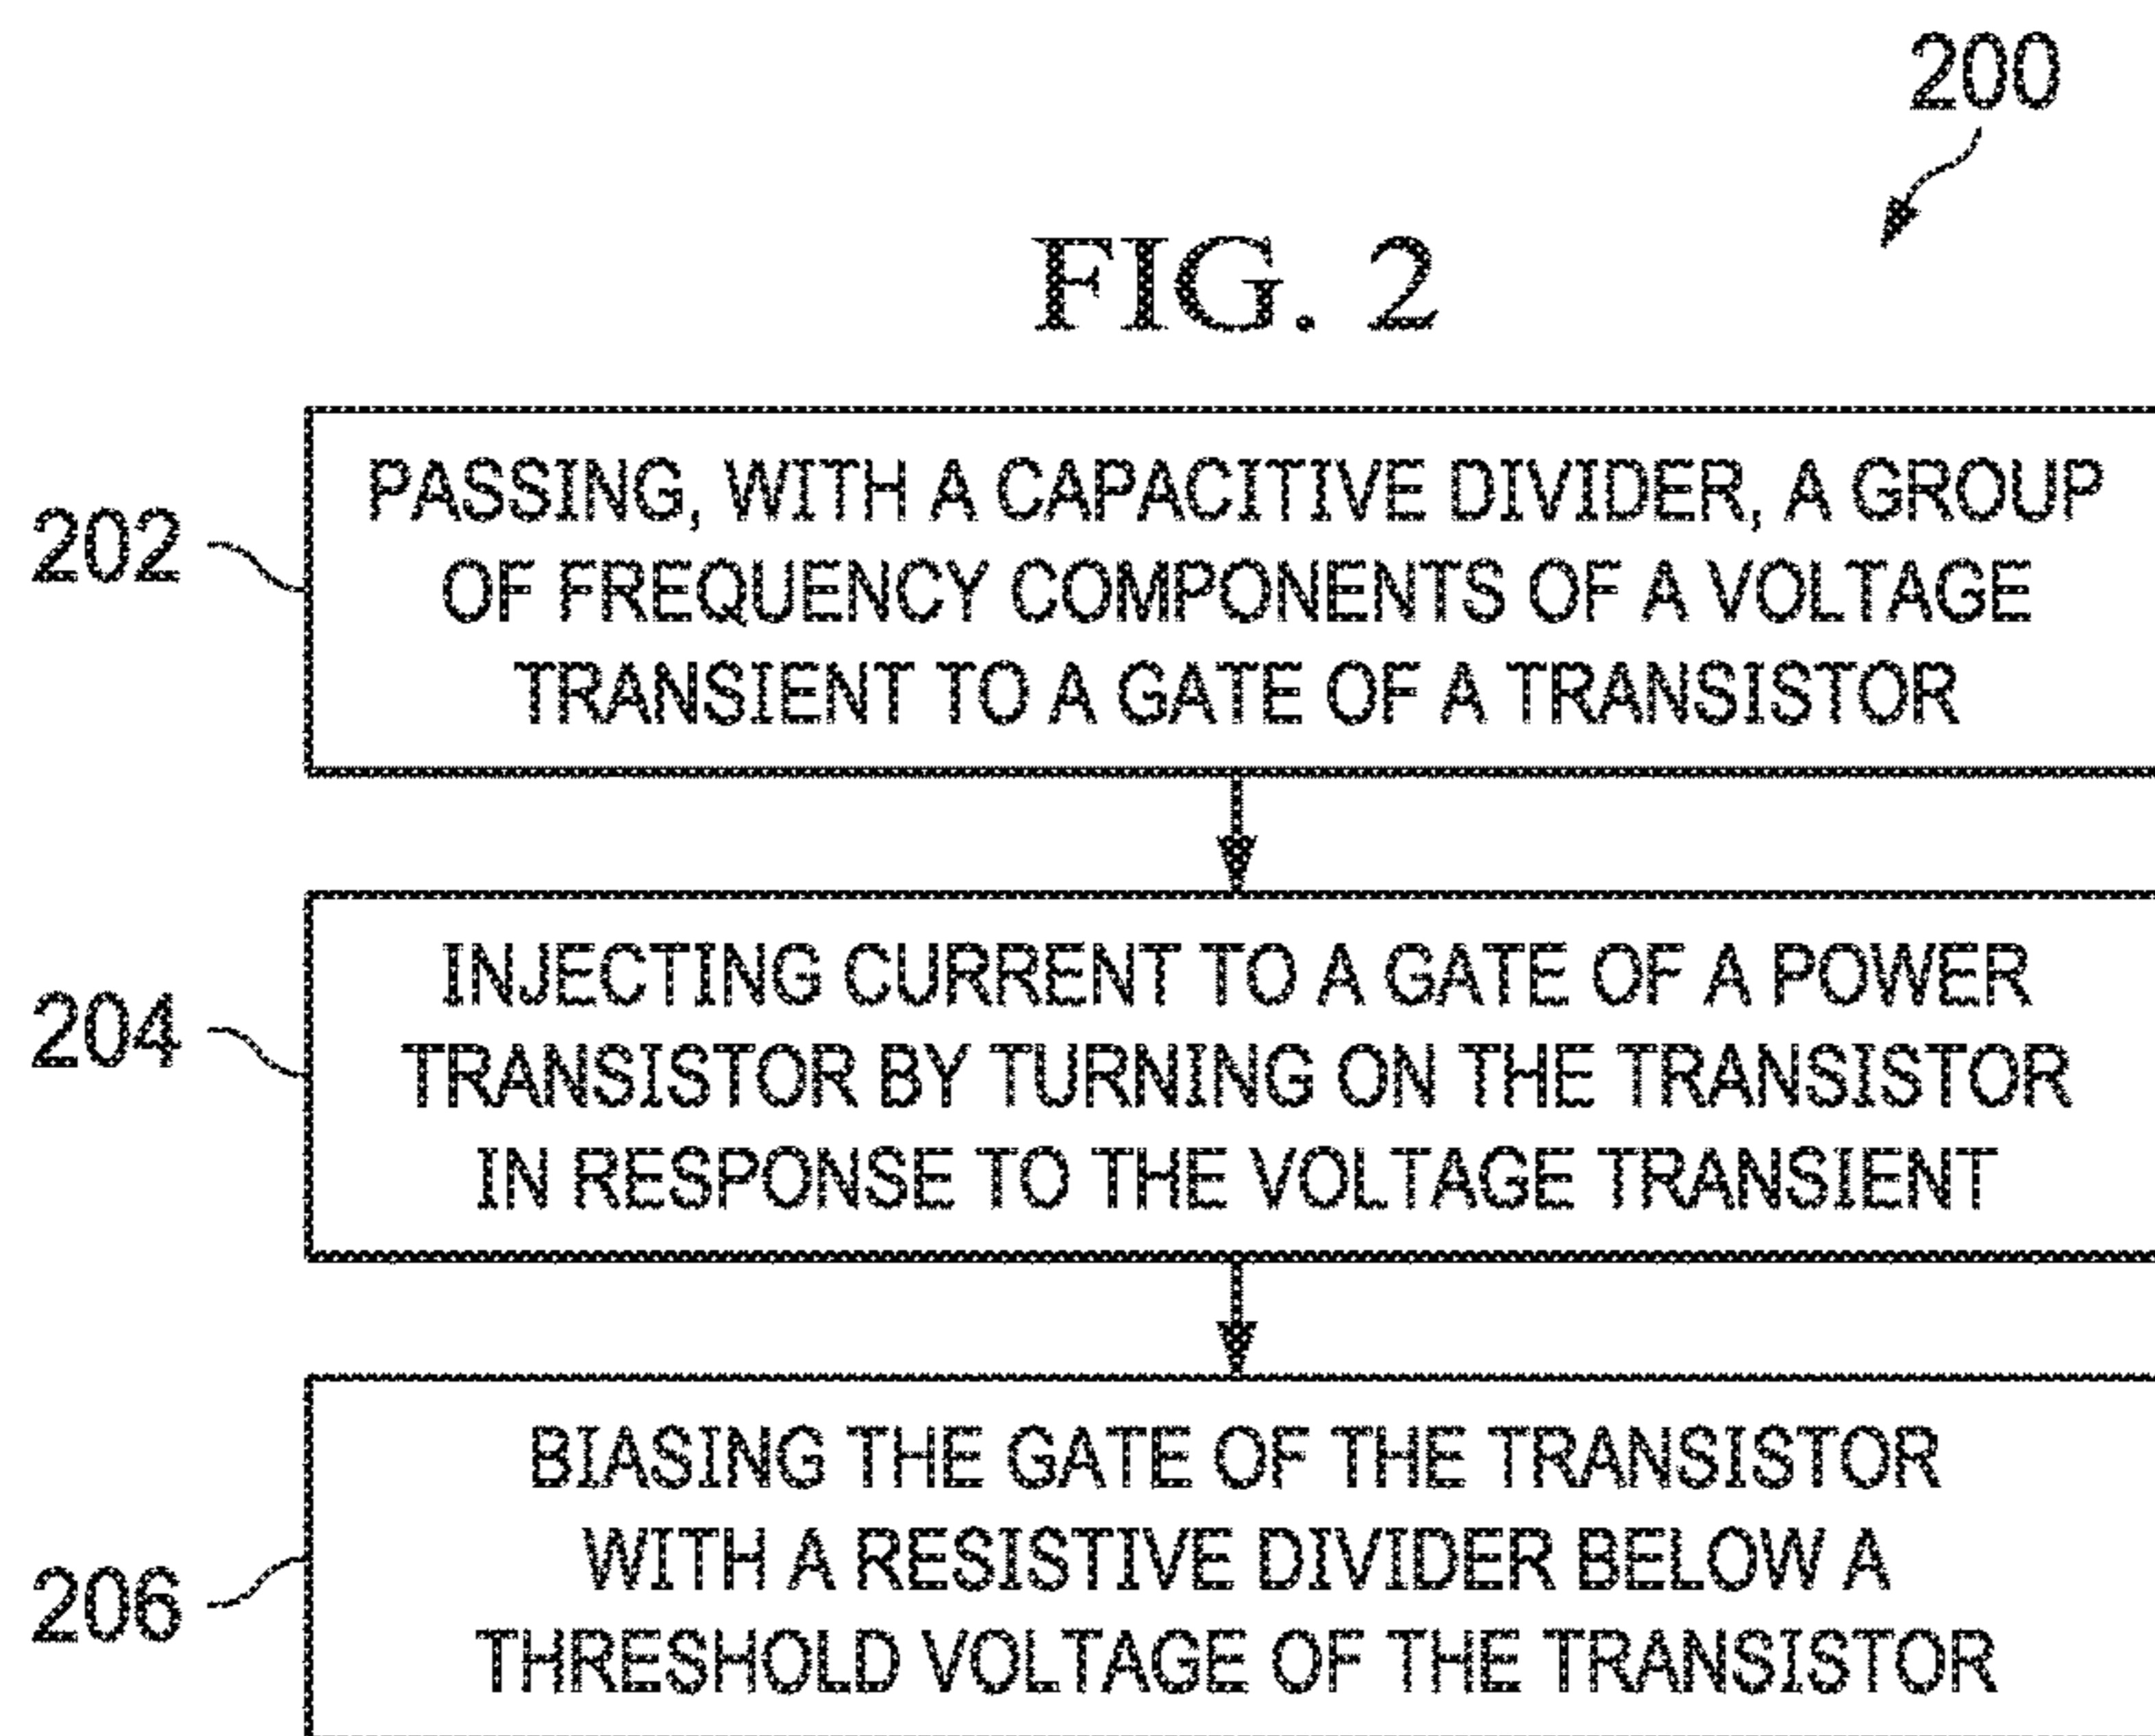 200
FIG. 2
202
PASSING, WITH A CAPACITIVE DIVIDER, A GROUP
OF FREQUENCY COMPONENTS OF A VOLTAGE
TRANSIENT TO A GATE OF A TRANSISTOR
204
INJECTING CURRENT TO A GATE OF A POWER
TRANSISTOR BY TURNING ON THE TRANSISTOR
IN RESPONSE TO THE VOLTAGE TRANSIENT
206
BIASING THE GATE OF THE TRANSISTOR
WITH A RESISTIVE DIVIDER BELOW A
THRESHOLD VOLTAGE OF THE TRANSISTOR